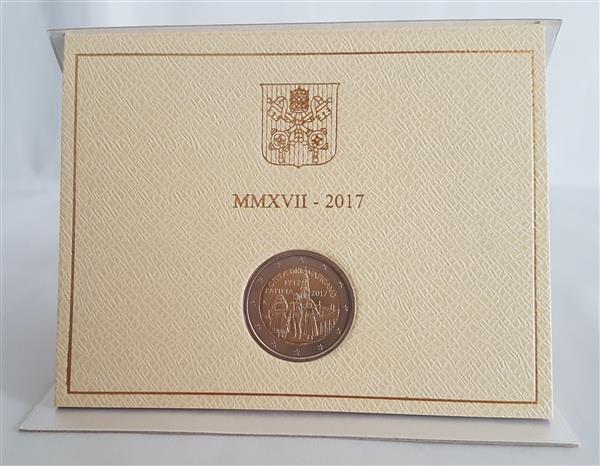 MMXVII - 2017
CITTA' DEL VATICANO
1917
FATIMA 2017